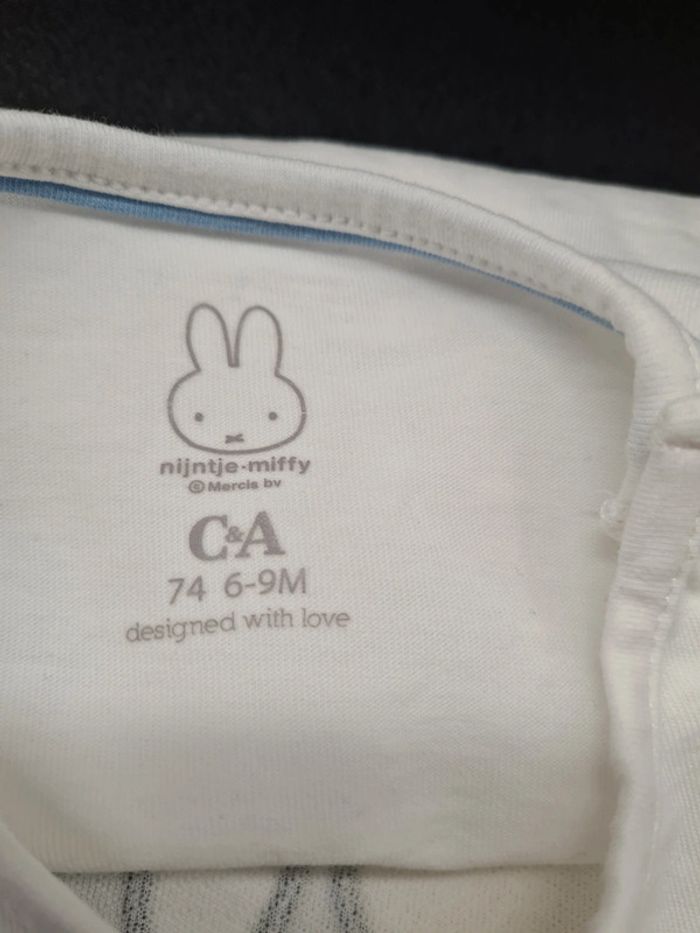 nijntje·miffy
© Mercis bv
C&A
74 6-9M
designed with love